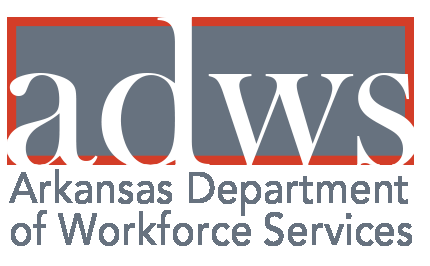 adws
Arkansas Department
of Workforce Services